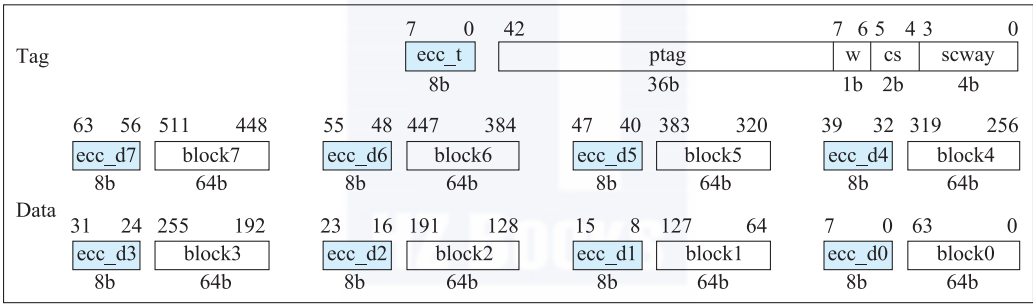 7 0 42 7 6 5 4 3 0
Tag ecc_t ptag w cs scway
8b 36b 1b 2b 4b
63 56 511 448 55 48 447 384 47 40 383 320 39 32 319 256
ecc_d7 block7 ecc_d6 block6 ecc_d5 block5 ecc_d4 block4
8b 64b 8b 64b 8b 64b 8b 64b
Data
31 24 255 192 23 16 191 128 15 8 127 64 7 0 63 0
ecc_d3 block3 ecc_d2 block2 ecc_d1 block1 ecc_d0 block0
8b 64b 8b 64b 8b 64b 8b 64b